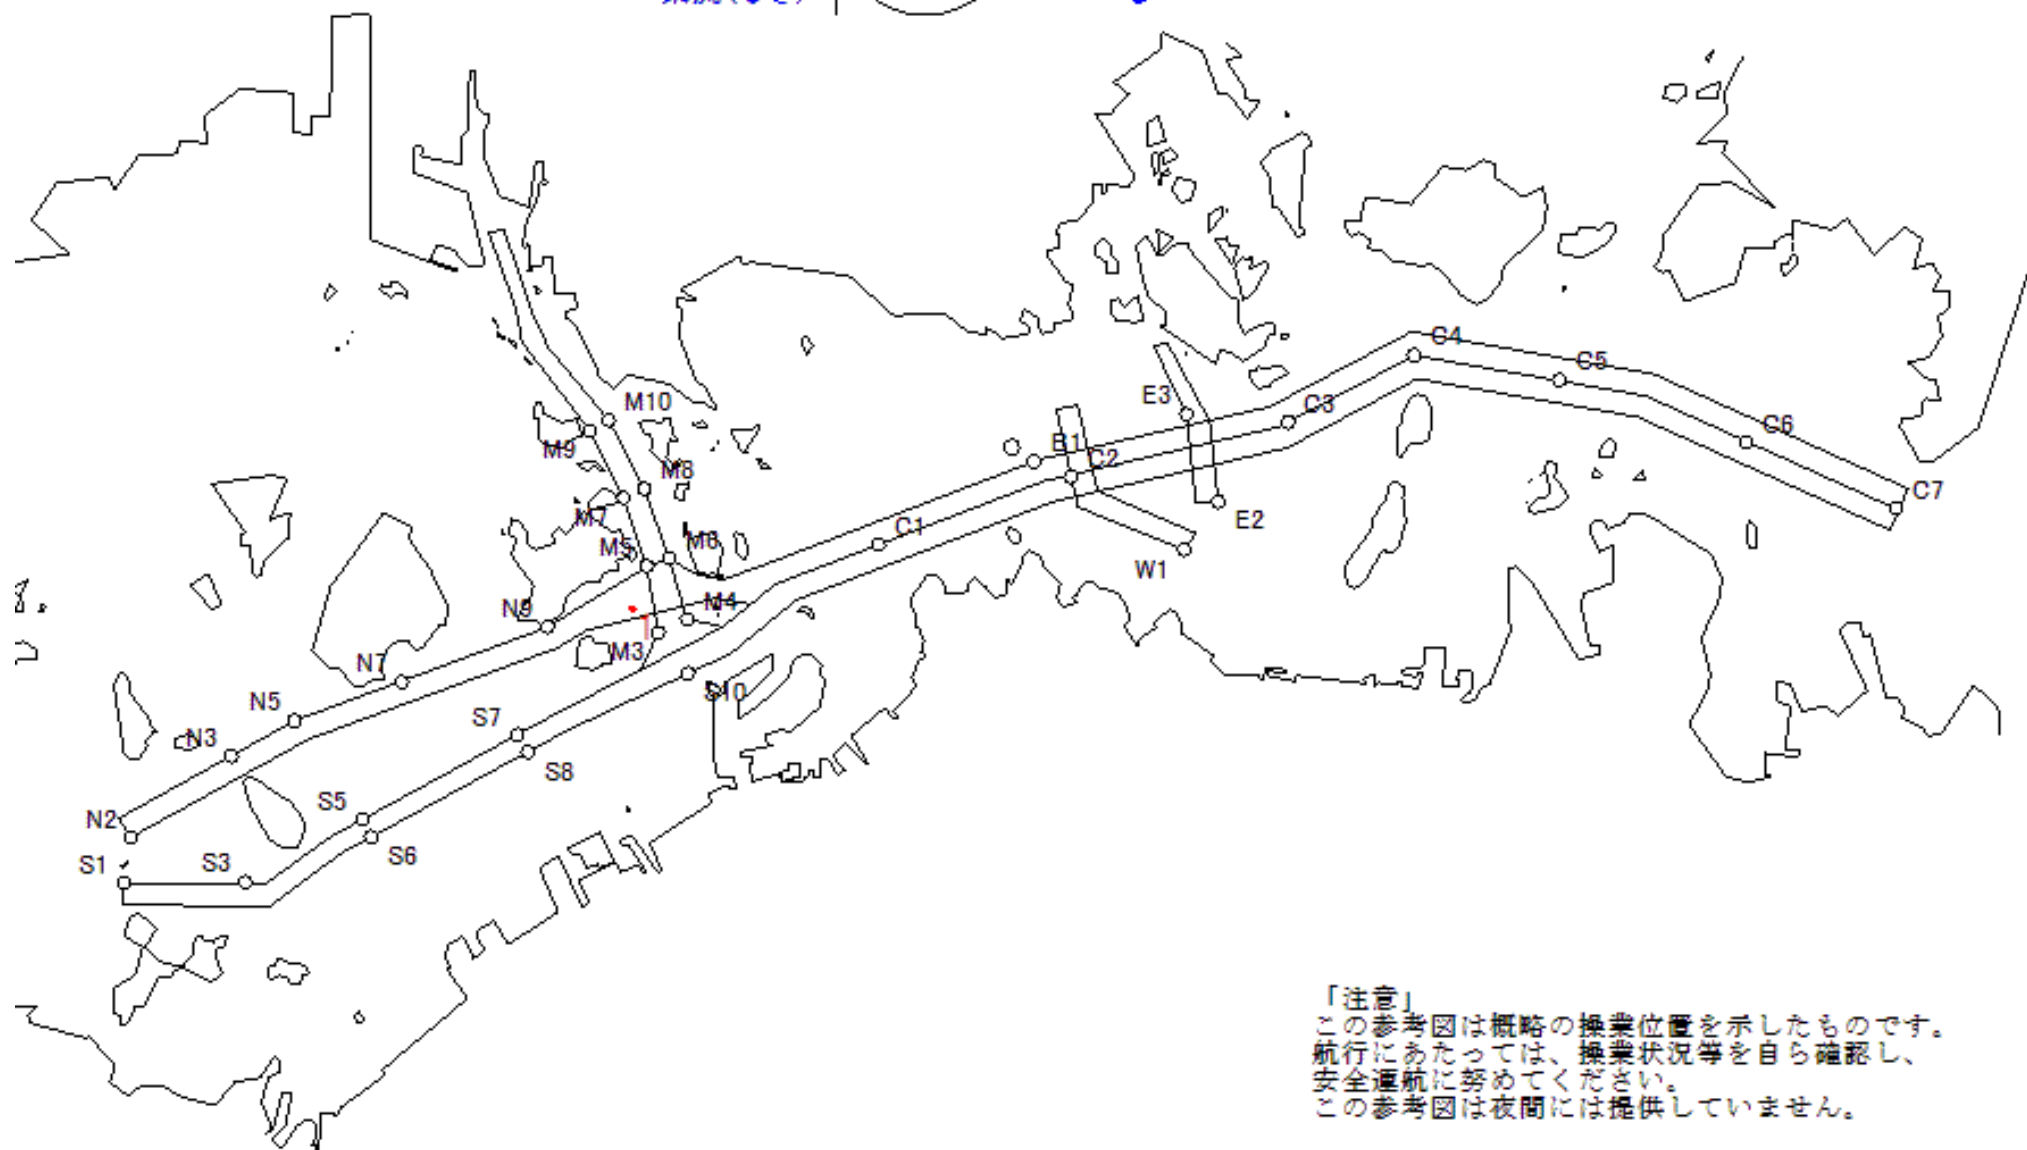 C4
C5
M10
E3
C3
C6
M9
B1
M8
C2
C7
M7
E2
C1
M5
M6
W1
N9
M4
M3
N7
S10
N5
S7
N3
S8
S5
N2
S6
S1
S3
「注意」
この参考図は概略の操業位置を示したものです。
航行にあたっては、操業状況等を自ら確認し、
安全運航に努めてください。
この参考図は夜間には提供していません。